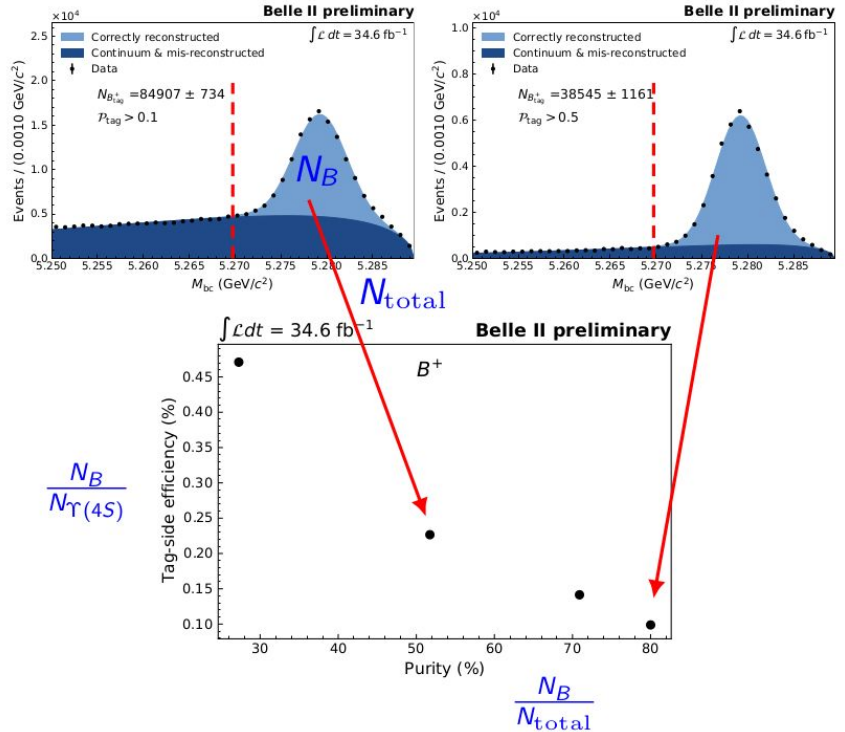 Belle II preliminary
×10⁴
Correctly reconstructed
Continuum & mis-reconstructed
Data
∫ℒ dt = 34.6 fb⁻¹
N_{B⁺_tag} =84907 ± 734
𝒫_tag > 0.1
N_B
Events / (0.0010 GeV/c²)
2.5
2.0
1.5
1.0
0.5
0.0
5.250
5.255
5.260
5.265
5.270
5.275
5.280
5.285
M_bc (GeV/c²)
N_total
Belle II preliminary
×10⁴
Correctly reconstructed
Continuum & mis-reconstructed
Data
∫ℒ dt = 34.6 fb⁻¹
N_{B⁺_tag} =38545 ± 1161
𝒫_tag > 0.5
Events / (0.0010 GeV/c²)
1.0
0.8
0.6
0.4
0.2
0.0
5.250
5.255
5.260
5.265
5.270
5.275
5.280
5.285
M_bc (GeV/c²)
∫ℒ dt = 34.6 fb⁻¹
Belle II preliminary
B⁺
N_B
N_Υ(4S)
Tag-side efficiency (%)
0.45
0.40
0.35
0.30
0.25
0.20
0.15
0.10
30
40
50
60
70
80
Purity (%)
N_B
N_total